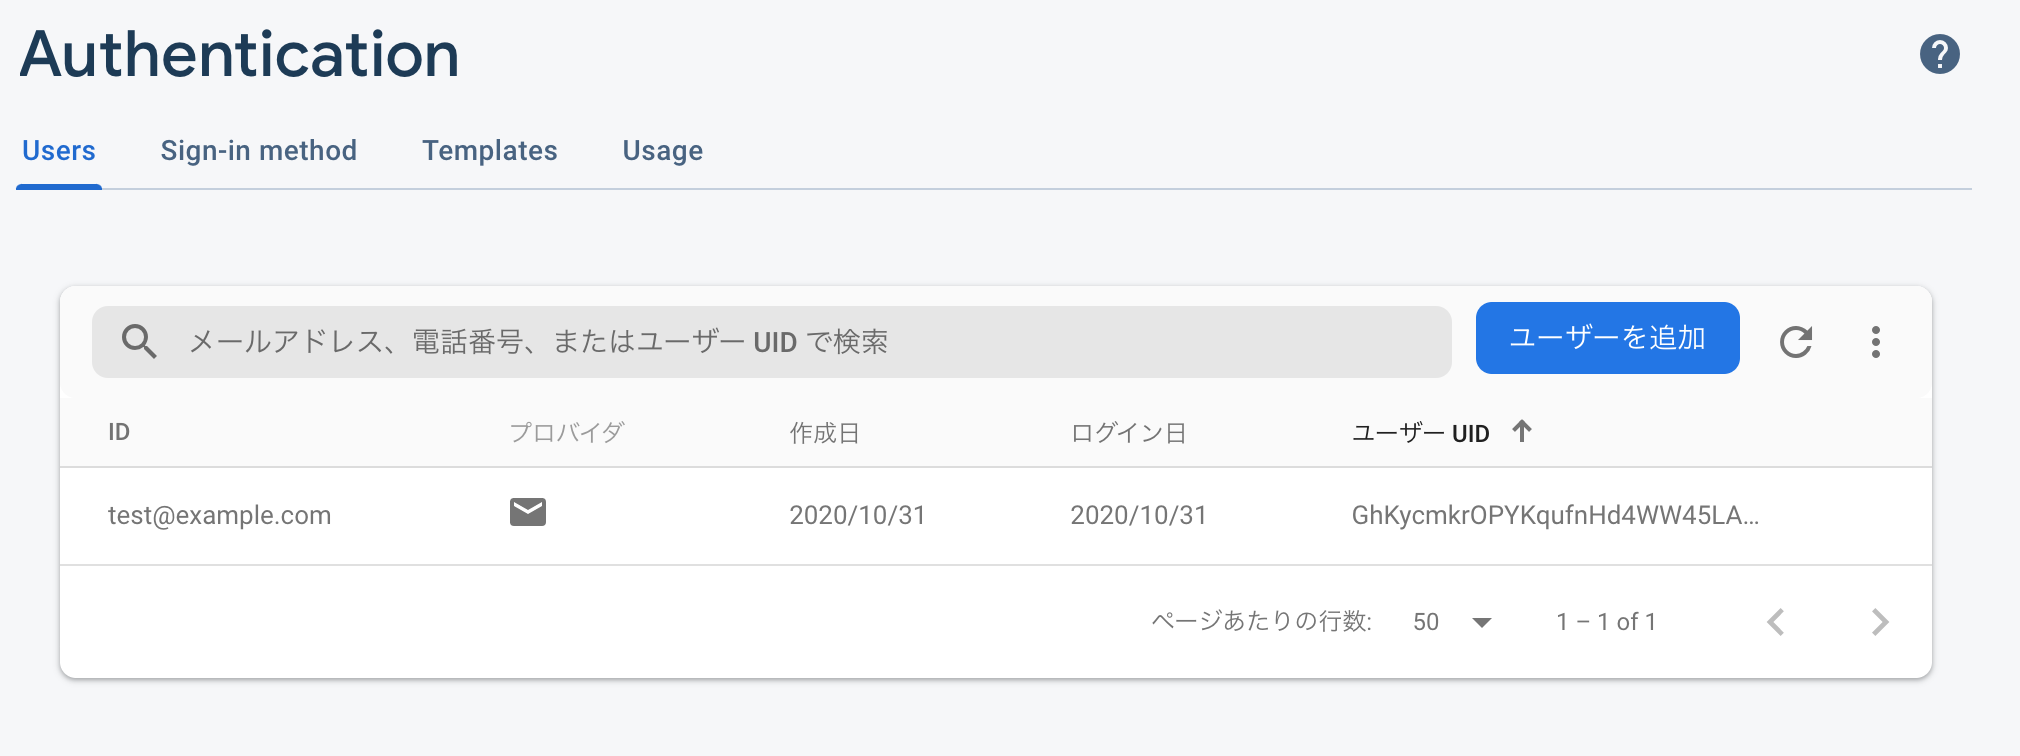 Authentication
Users Sign-in method Templates Usage
メールアドレス、電話番号、またはユーザー UID で検索 ユーザーを追加
ID プロバイダ 作成日 ログイン日 ユーザー UID
test@example.com 2020/10/31 2020/10/31 GhKycmkrOPYKqufnHd4WW45LA...
ページあたりの行数: 50 1 – 1 of 1